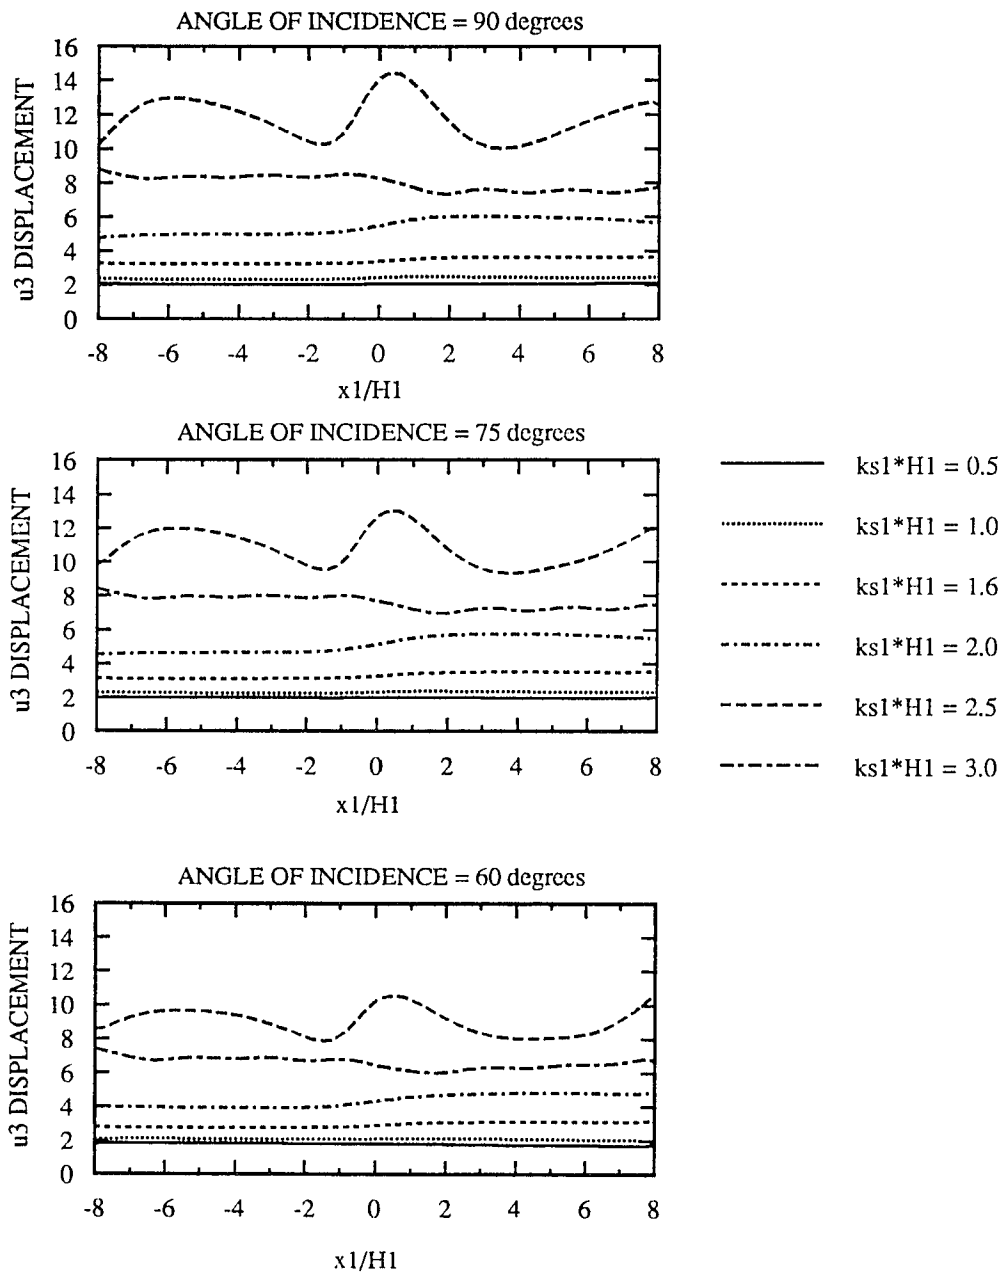 ANGLE OF INCIDENCE = 90 degrees
16
14
12
10
8
6
4
2
0
u3 DISPLACEMENT
-8 -6 -4 -2 0 2 4 6 8
x1/H1
ANGLE OF INCIDENCE = 75 degrees
16
14
12
10
8
6
4
2
0
u3 DISPLACEMENT
-8 -6 -4 -2 0 2 4 6 8
x1/H1
ks1*H1 = 0.5
ks1*H1 = 1.0
ks1*H1 = 1.6
ks1*H1 = 2.0
ks1*H1 = 2.5
ks1*H1 = 3.0
ANGLE OF INCIDENCE = 60 degrees
16
14
12
10
8
6
4
2
0
u3 DISPLACEMENT
-8 -6 -4 -2 0 2 4 6 8
x1/H1